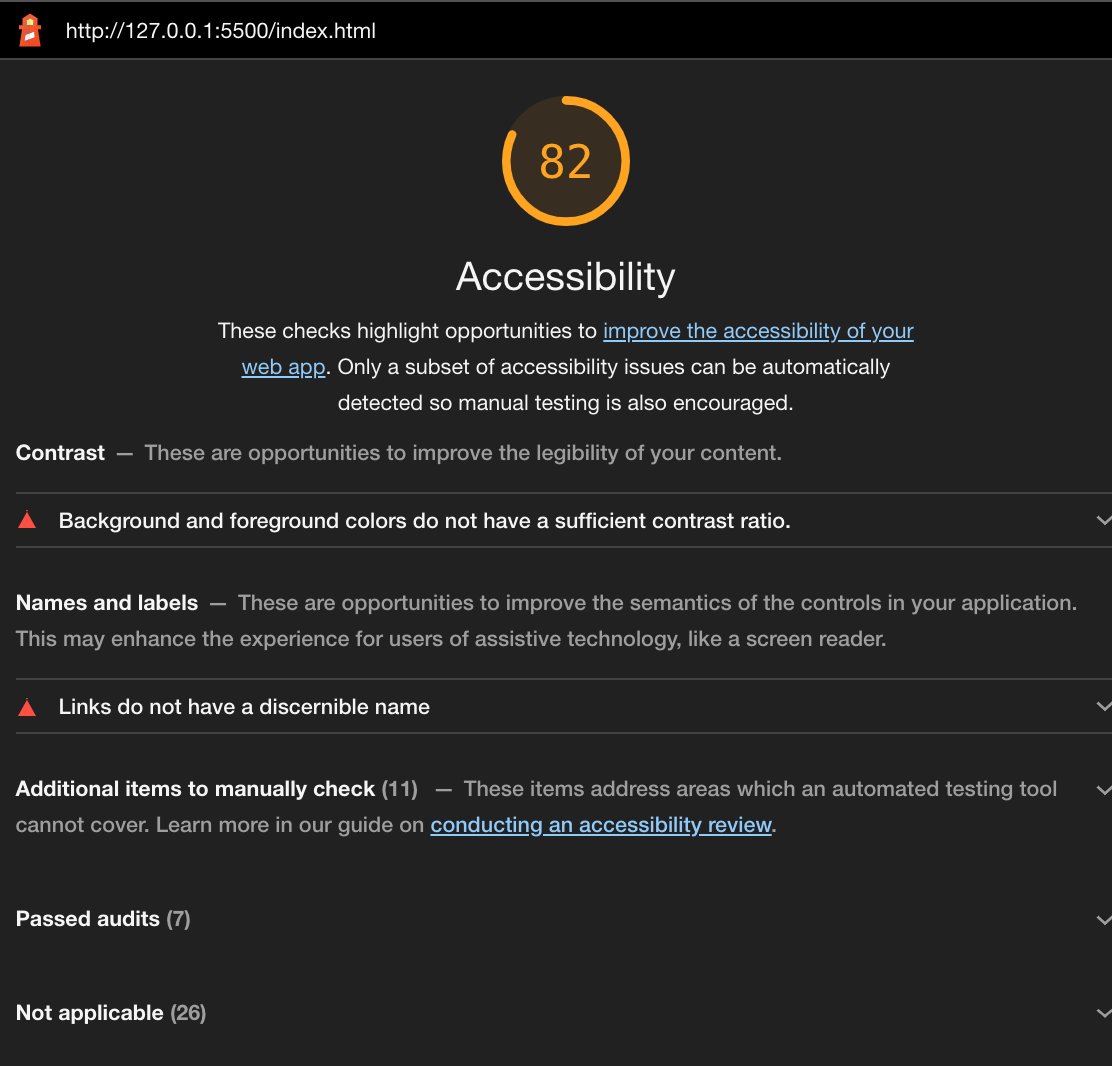 http://127.0.0.1:5500/index.html
82
Accessibility
These checks highlight opportunities to improve the accessibility of your
web app. Only a subset of accessibility issues can be automatically
detected so manual testing is also encouraged.
Contrast — These are opportunities to improve the legibility of your content.
Background and foreground colors do not have a sufficient contrast ratio.
Names and labels — These are opportunities to improve the semantics of the controls in your application.
This may enhance the experience for users of assistive technology, like a screen reader.
Links do not have a discernible name
Additional items to manually check (11) — These items address areas which an automated testing tool
cannot cover. Learn more in our guide on conducting an accessibility review.
Passed audits (7)
Not applicable (26)